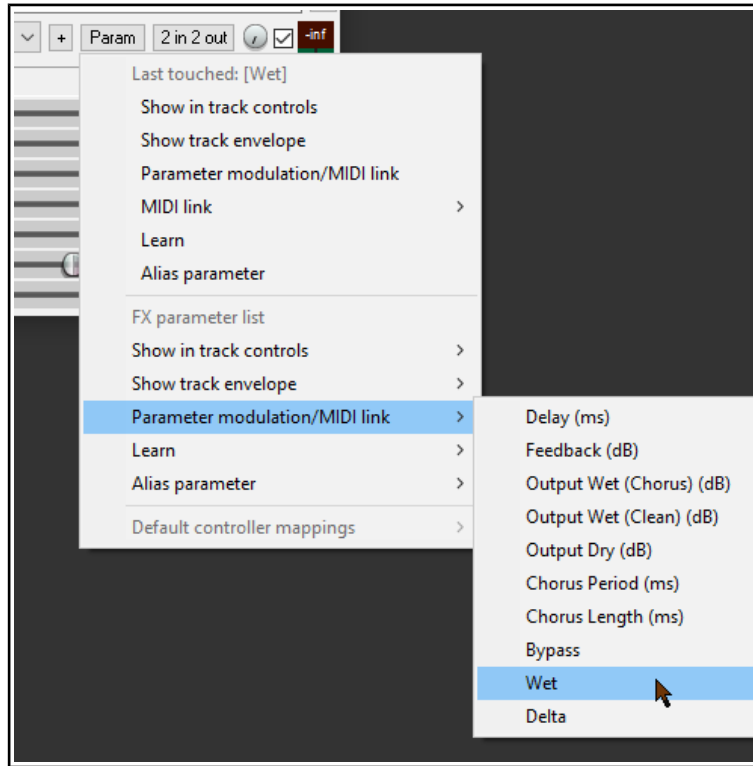 + Param 2 in 2 out -inf
Last touched: [Wet]
Show in track controls
Show track envelope
Parameter modulation/MIDI link
MIDI link
Learn
Alias parameter
FX parameter list
Show in track controls
Show track envelope
Parameter modulation/MIDI link
Learn
Alias parameter
Default controller mappings
Delay (ms)
Feedback (dB)
Output Wet (Chorus) (dB)
Output Wet (Clean) (dB)
Output Dry (dB)
Chorus Period (ms)
Chorus Length (ms)
Bypass
Wet
Delta